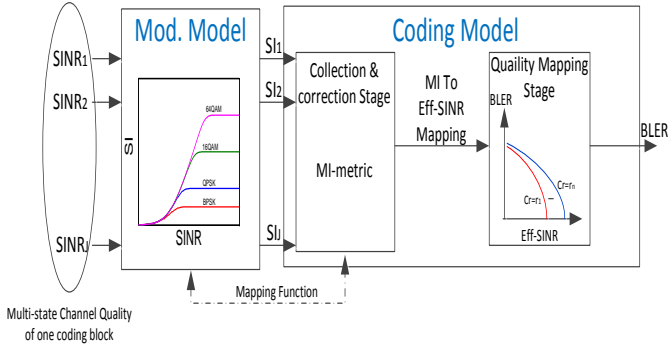 Mod. Model
Coding Model
SINR1
SINR2
SINRJ
SI
64QAM
16QAM
QPSK
BPSK
SINR
SI1
SI2
SIJ
Collection &
correction Stage
MI-metric
MI To
Eff-SINR
Mapping
Quaility Mapping
Stage
BLER
Cr=rn
Cr=r1 –
Eff-SINR
BLER
Mapping Function
Multi-state Channel Quality
of one coding block